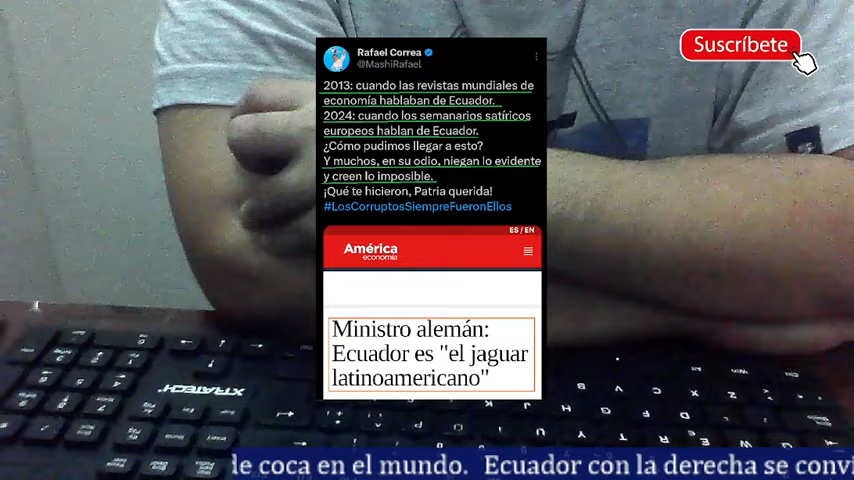 Suscríbete
Rafael Correa
@MashiRafael
2013: cuando las revistas mundiales de
economía hablaban de Ecuador.
2024: cuando los semanarios satíricos
europeos hablan de Ecuador.
¿Cómo pudimos llegar a esto?
Y muchos, en su odio, niegan lo evidente
y creen lo imposible.
¡Qué te hicieron, Patria querida!
#LosCorruptosSiempreFueronEllos
ES / EN
América
economía
Ministro alemán:
Ecuador es "el jaguar
latinoamericano"
XTRATECH
de coca en el mundo. Ecuador con la derecha se convi